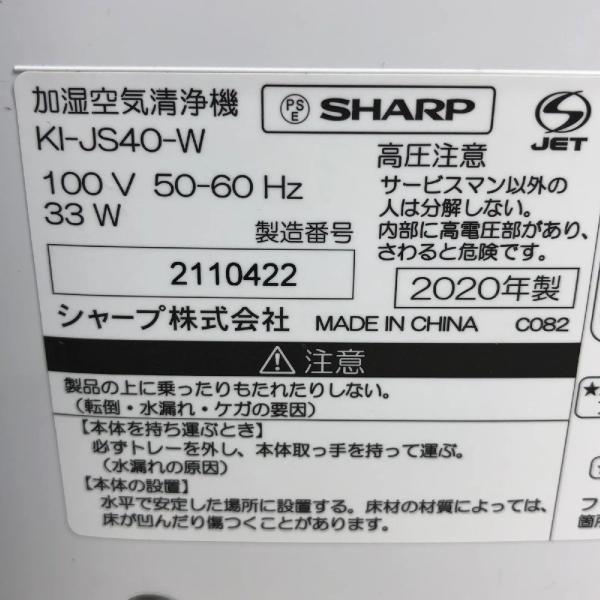 加湿空気清浄機
PS
E
SHARP
JET
KI-JS40-W
高圧注意
100 V 50-60 Hz
サービスマン以外の
人は分解しない。
33 W
内部に高電圧部があり、
さわると危険です。
製造番号
2110422
2020年製
シャープ株式会社 MADE IN CHINA C082
注意
製品の上に乗ったりもたれたりしない。
(転倒・水漏れ・ケガの要因)
【本体を持ち運ぶとき】
必ずトレーを外し、本体取っ手を持って運ぶ。
(水漏れの原因)
【本体の設置】
水平で安定した場所に設置する。床材の材質によっては、
床が凹んだり傷つくことがあります。